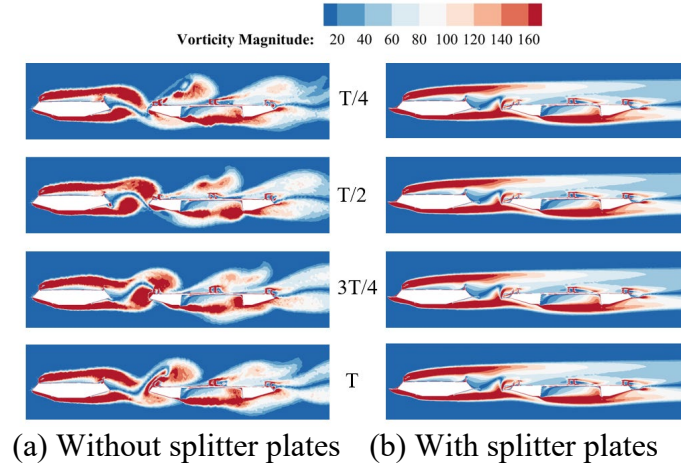 Vorticity Magnitude: 20 40 60 80 100 120 140 160
T/4
T/2
3T/4
T
(a) Without splitter plates (b) With splitter plates